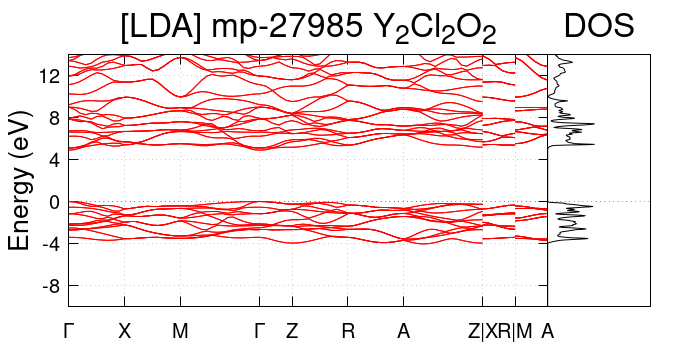 [LDA] mp-27985 Y₂Cl₂O₂ DOS
Energy (eV)
12
8
4
0
-4
-8
Γ X M Γ Z R A Z|XR|M A